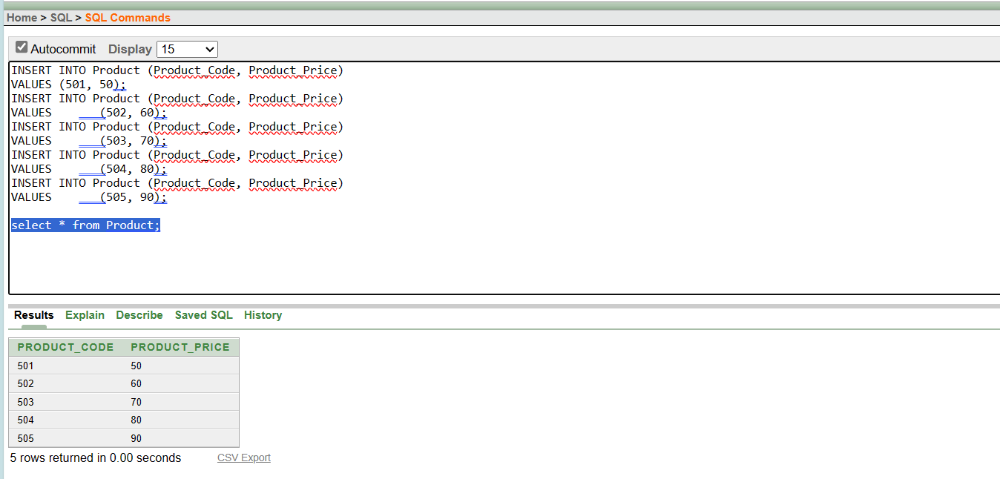 Home > SQL > SQL Commands
Autocommit Display 15
INSERT INTO Product (Product_Code, Product_Price)
VALUES (501, 50);
INSERT INTO Product (Product_Code, Product_Price)
VALUES    (502, 60);
INSERT INTO Product (Product_Code, Product_Price)
VALUES    (503, 70);
INSERT INTO Product (Product_Code, Product_Price)
VALUES    (504, 80);
INSERT INTO Product (Product_Code, Product_Price)
VALUES    (505, 90);
select * from Product;
Results Explain Describe Saved SQL History
PRODUCT_CODE PRODUCT_PRICE
501 50
502 60
503 70
504 80
505 90
5 rows returned in 0.00 seconds CSV Export